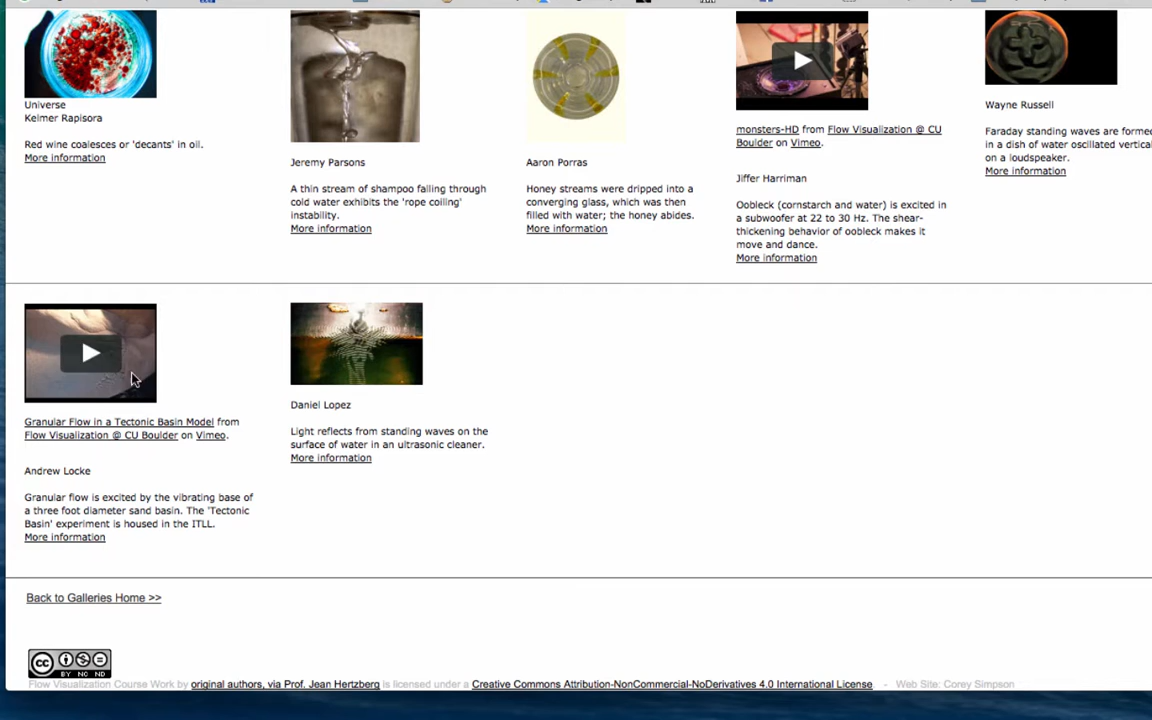 Universe
Kelmer Rapisora
Red wine coalesces or 'decants' in oil.
More information
Jeremy Parsons
A thin stream of shampoo falling through
cold water exhibits the 'rope coiling'
instability.
More information
Aaron Porras
Honey streams were dripped into a
converging glass, which was then
filled with water; the honey abides.
More information
monsters-HD from Flow Visualization @ CU
Boulder on Vimeo.
Jiffer Harriman
Oobleck (cornstarch and water) is excited in
a subwoofer at 22 to 30 Hz. The shear-
thickening behavior of oobleck makes it
move and dance.
More information
Wayne Russell
Faraday standing waves are formed
in a dish of water oscillated vertical
on a loudspeaker.
More information
Granular Flow in a Tectonic Basin Model from
Flow Visualization @ CU Boulder on Vimeo.
Andrew Locke
Granular flow is excited by the vibrating base of
a three foot diameter sand basin. The 'Tectonic
Basin' experiment is housed in the ITLL.
More information
Daniel Lopez
Light reflects from standing waves on the
surface of water in an ultrasonic cleaner.
More information
Back to Galleries Home >>
cc
BY NC ND
Flow Visualization Course Work by original authors, via Prof. Jean Hertzberg is licensed under a Creative Commons Attribution-NonCommercial-NoDerivatives 4.0 International License. - Web Site: Corey Simpson